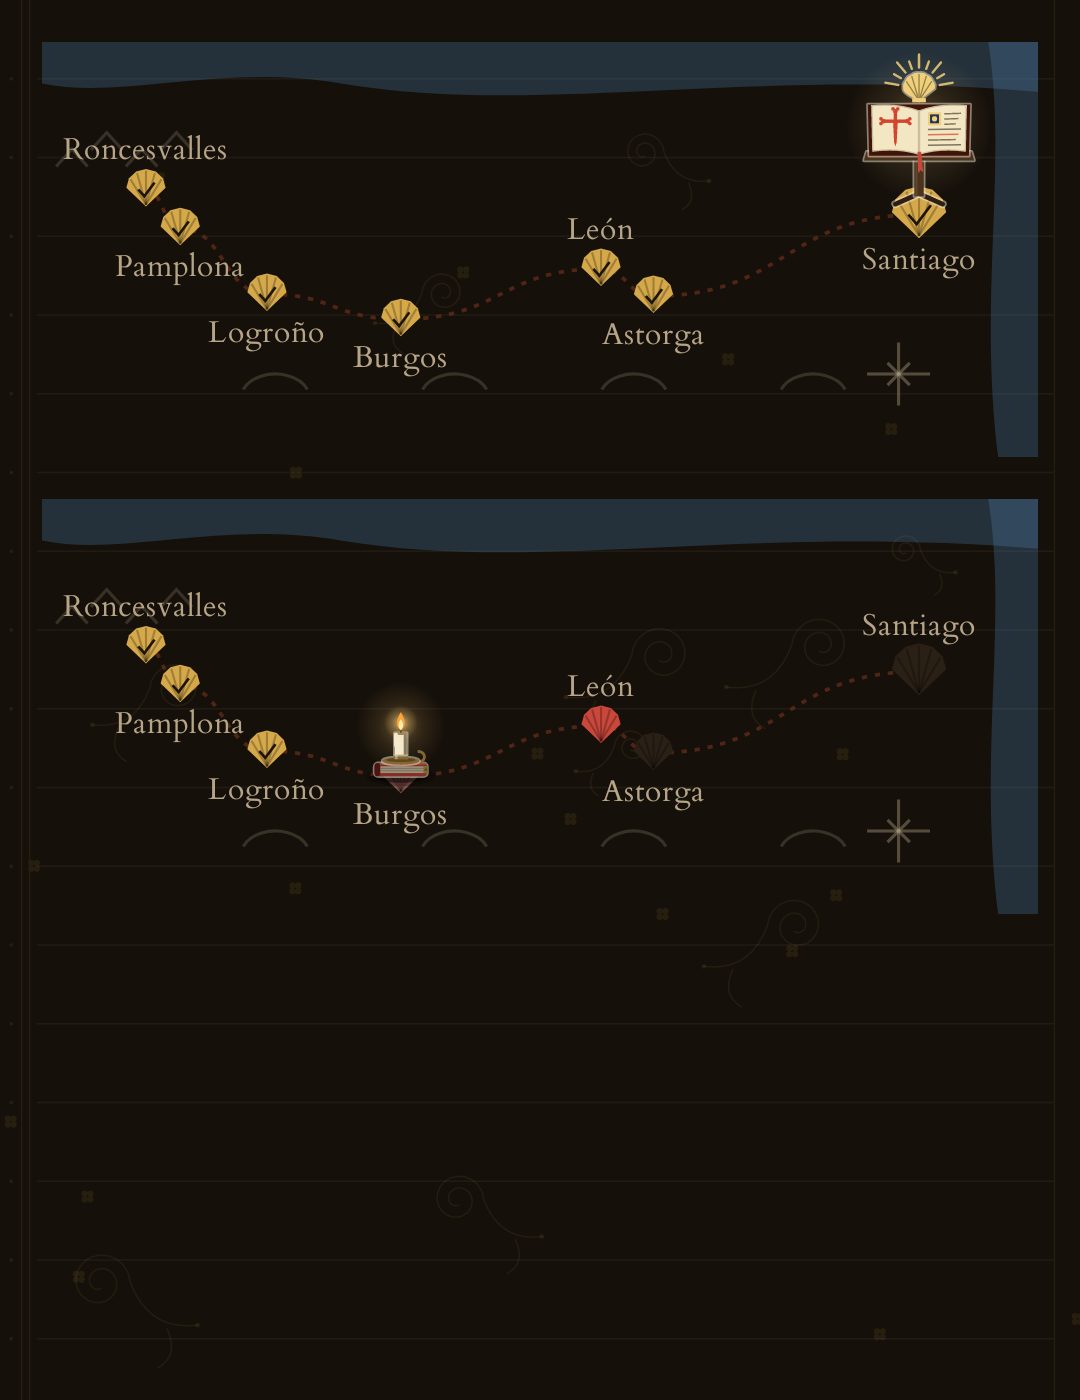 Roncesvalles
Pamplona
Logroño
Burgos
León
Astorga
Santiago
Roncesvalles
Pamplona
Logroño
Burgos
León
Astorga
Santiago